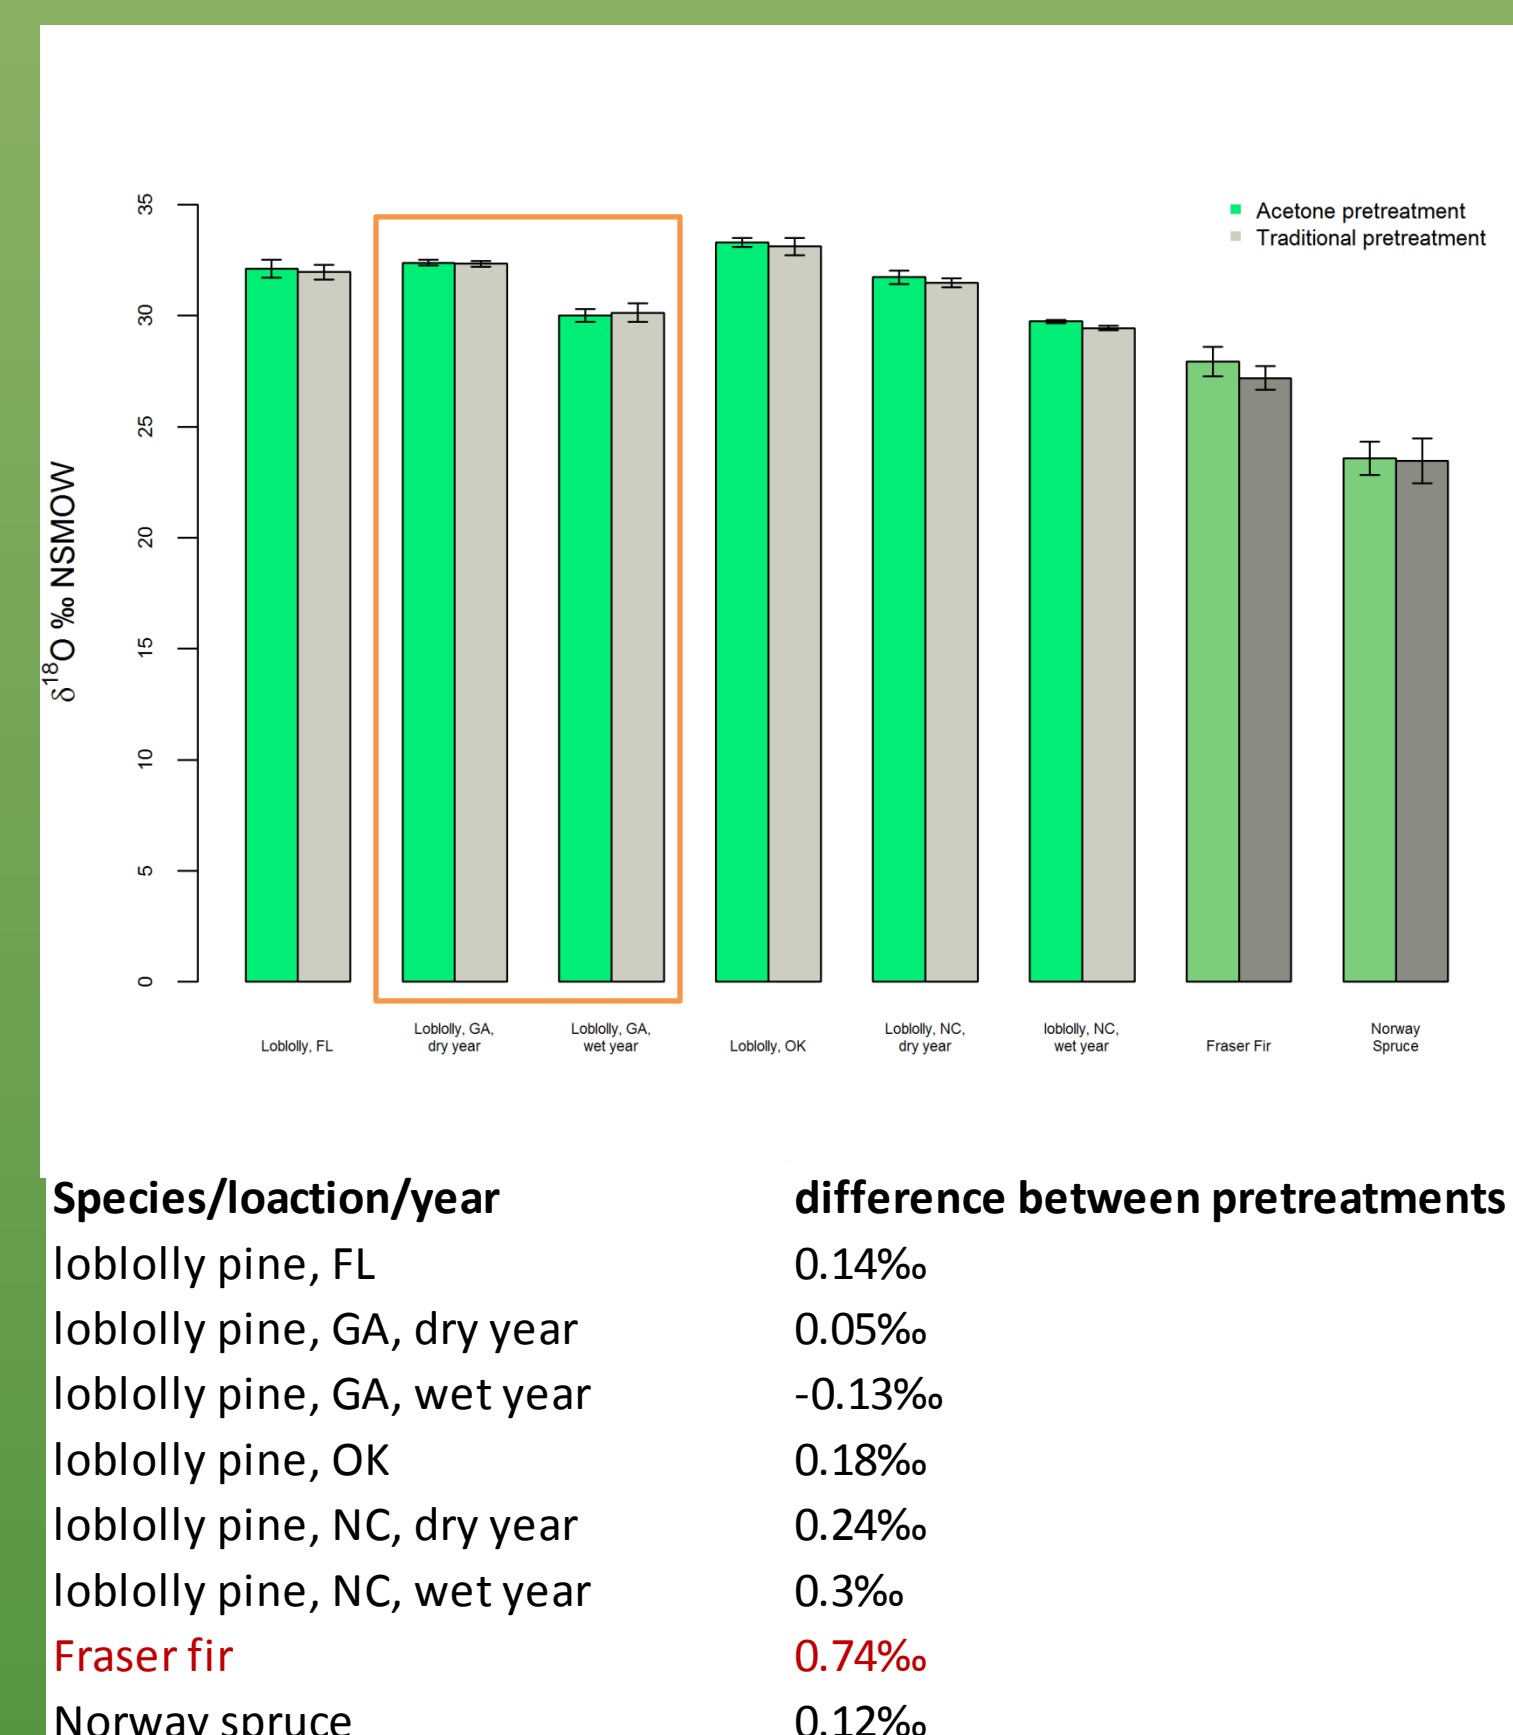 35
30
25
20
15
10
5
0
δ18O ‰ NSMOW
Acetone pretreatment
Traditional pretreatment
Loblolly, FL
Loblolly, GA,
dry year
Loblolly, GA,
wet year
Loblolly, OK
Loblolly, NC,
dry year
loblolly, NC,
wet year
Fraser Fir
Norway
Spruce
Species/loaction/year difference between pretreatments
loblolly pine, FL 0.14‰
loblolly pine, GA, dry year 0.05‰
loblolly pine, GA, wet year -0.13‰
loblolly pine, OK 0.18‰
loblolly pine, NC, dry year 0.24‰
loblolly pine, NC, wet year 0.3‰
Fraser fir 0.74‰
Norway spruce 0.12‰